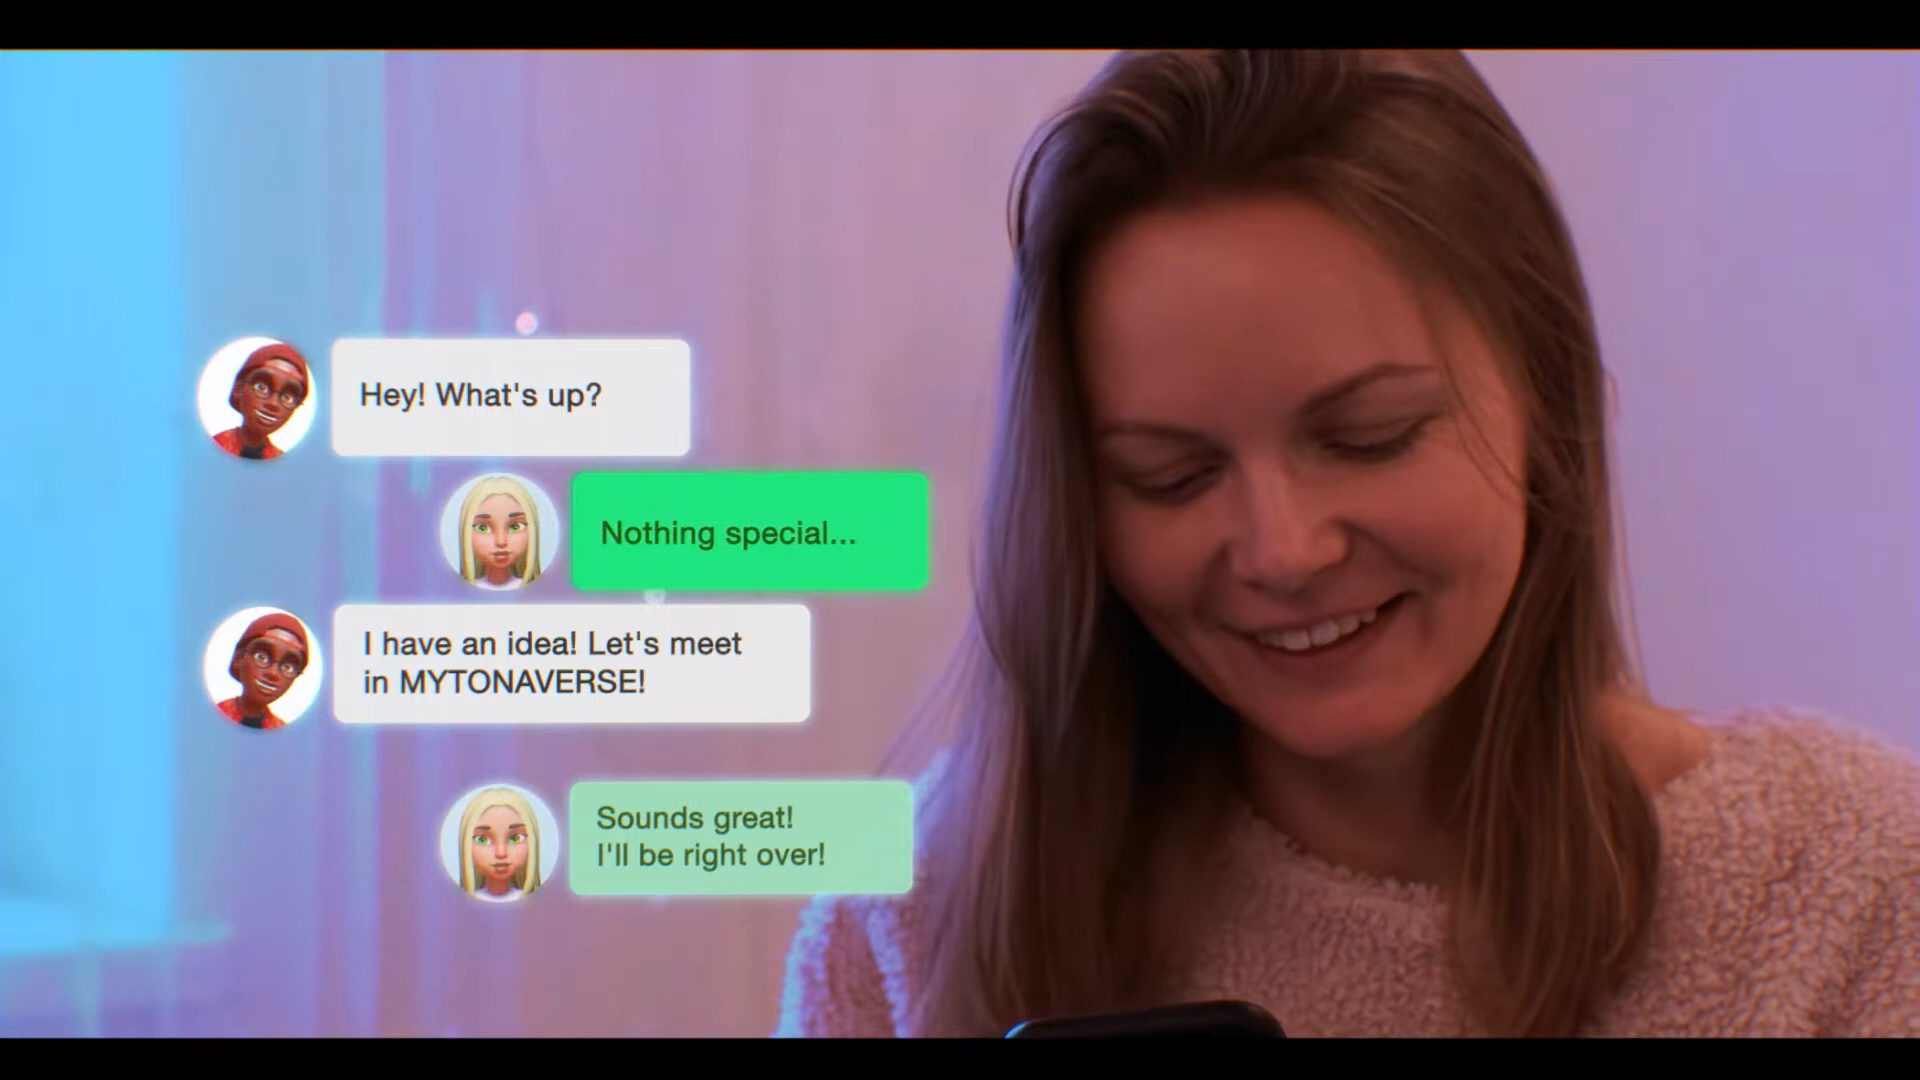 Hey! What's up?
Nothing special...
I have an idea! Let's meet
in MYTONAVERSE!
Sounds great!
I'll be right over!